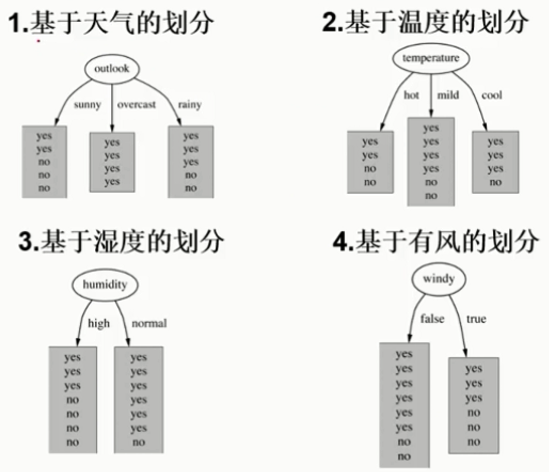 1.基于天气的划分
outlook
sunny
overcast
rainy
yes
yes
no
no
no
yes
yes
yes
yes
yes
yes
yes
no
no
2.基于温度的划分
temperature
hot
mild
cool
yes
yes
no
no
yes
yes
yes
yes
no
no
yes
yes
yes
no
3.基于湿度的划分
humidity
high
normal
yes
yes
yes
no
no
no
no
yes
yes
yes
yes
yes
yes
no
4.基于有风的划分
windy
false
true
yes
yes
yes
yes
yes
yes
no
no
yes
yes
yes
no
no
no